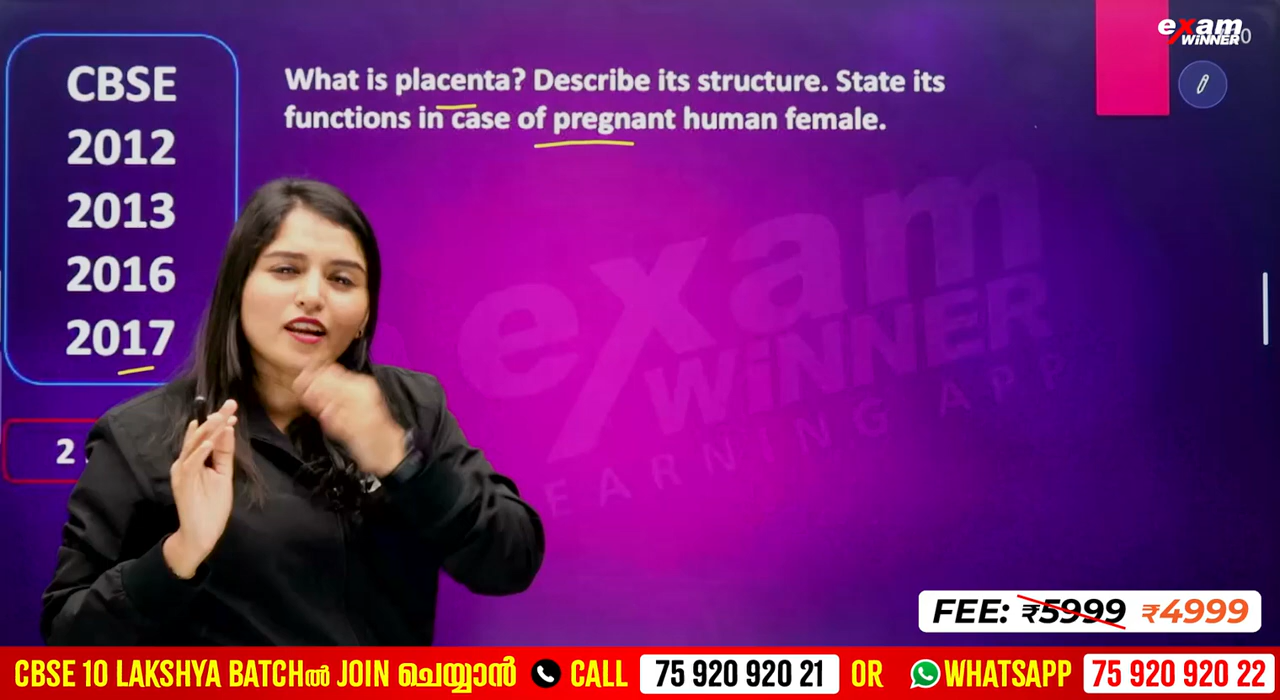 exam
WINNER
CBSE
2012
2013
2016
2017
2
What is placenta? Describe its structure. State its
functions in case of pregnant human female.
exam
WINNER
EARNING APP
FEE: ₹5999 ₹4999
CBSE 10 LAKSHYA BATCHൽ JOIN ചെയ്യാൻ CALL 75 920 920 21 OR WHATSAPP 75 920 920 22